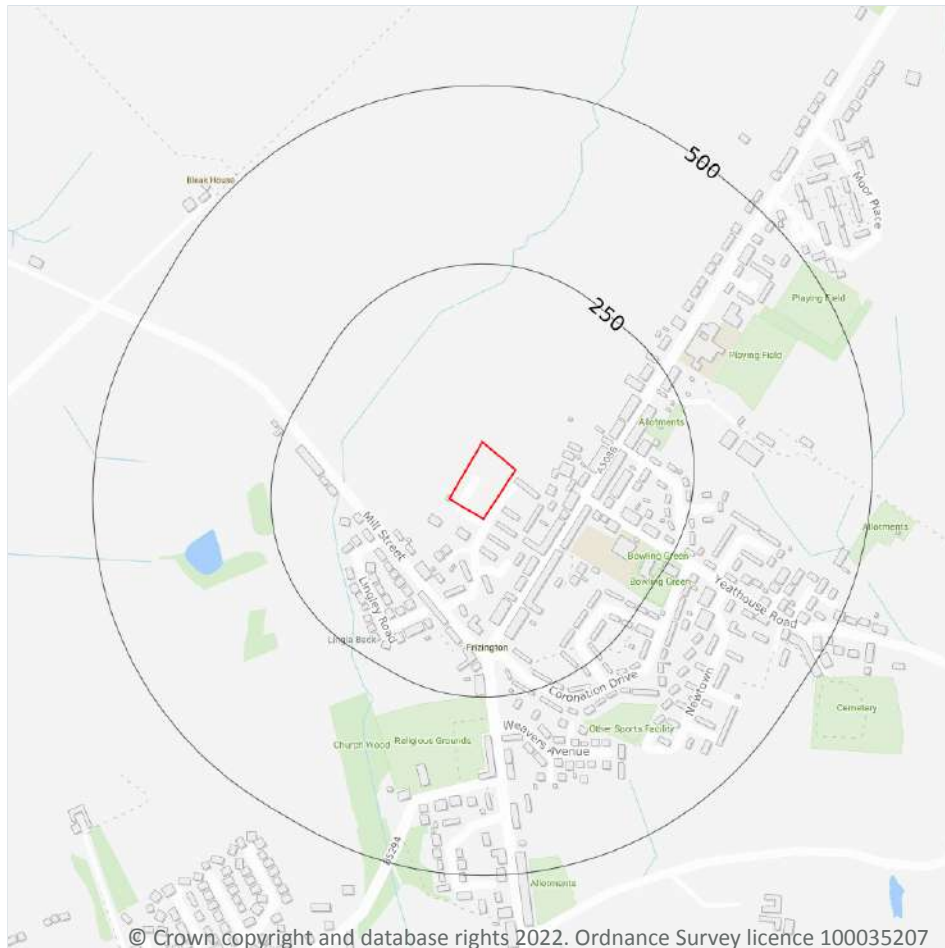 500
Moor Place
Bleak House
Playing Field
250
Playing Field
Allotments
A5086
Mill Street
Allotments
Bowling Green
Bowling Green
Yeathouse Road
Lingley Road
Lingla Beck
Frizington
Coronation Drive
Newtown
Cemetery
Weavers Avenue
Other Sports Facility
Church Wood
Religious Grounds
B5294
Allotments
© Crown copyright and database rights 2022. Ordnance Survey licence 100035207